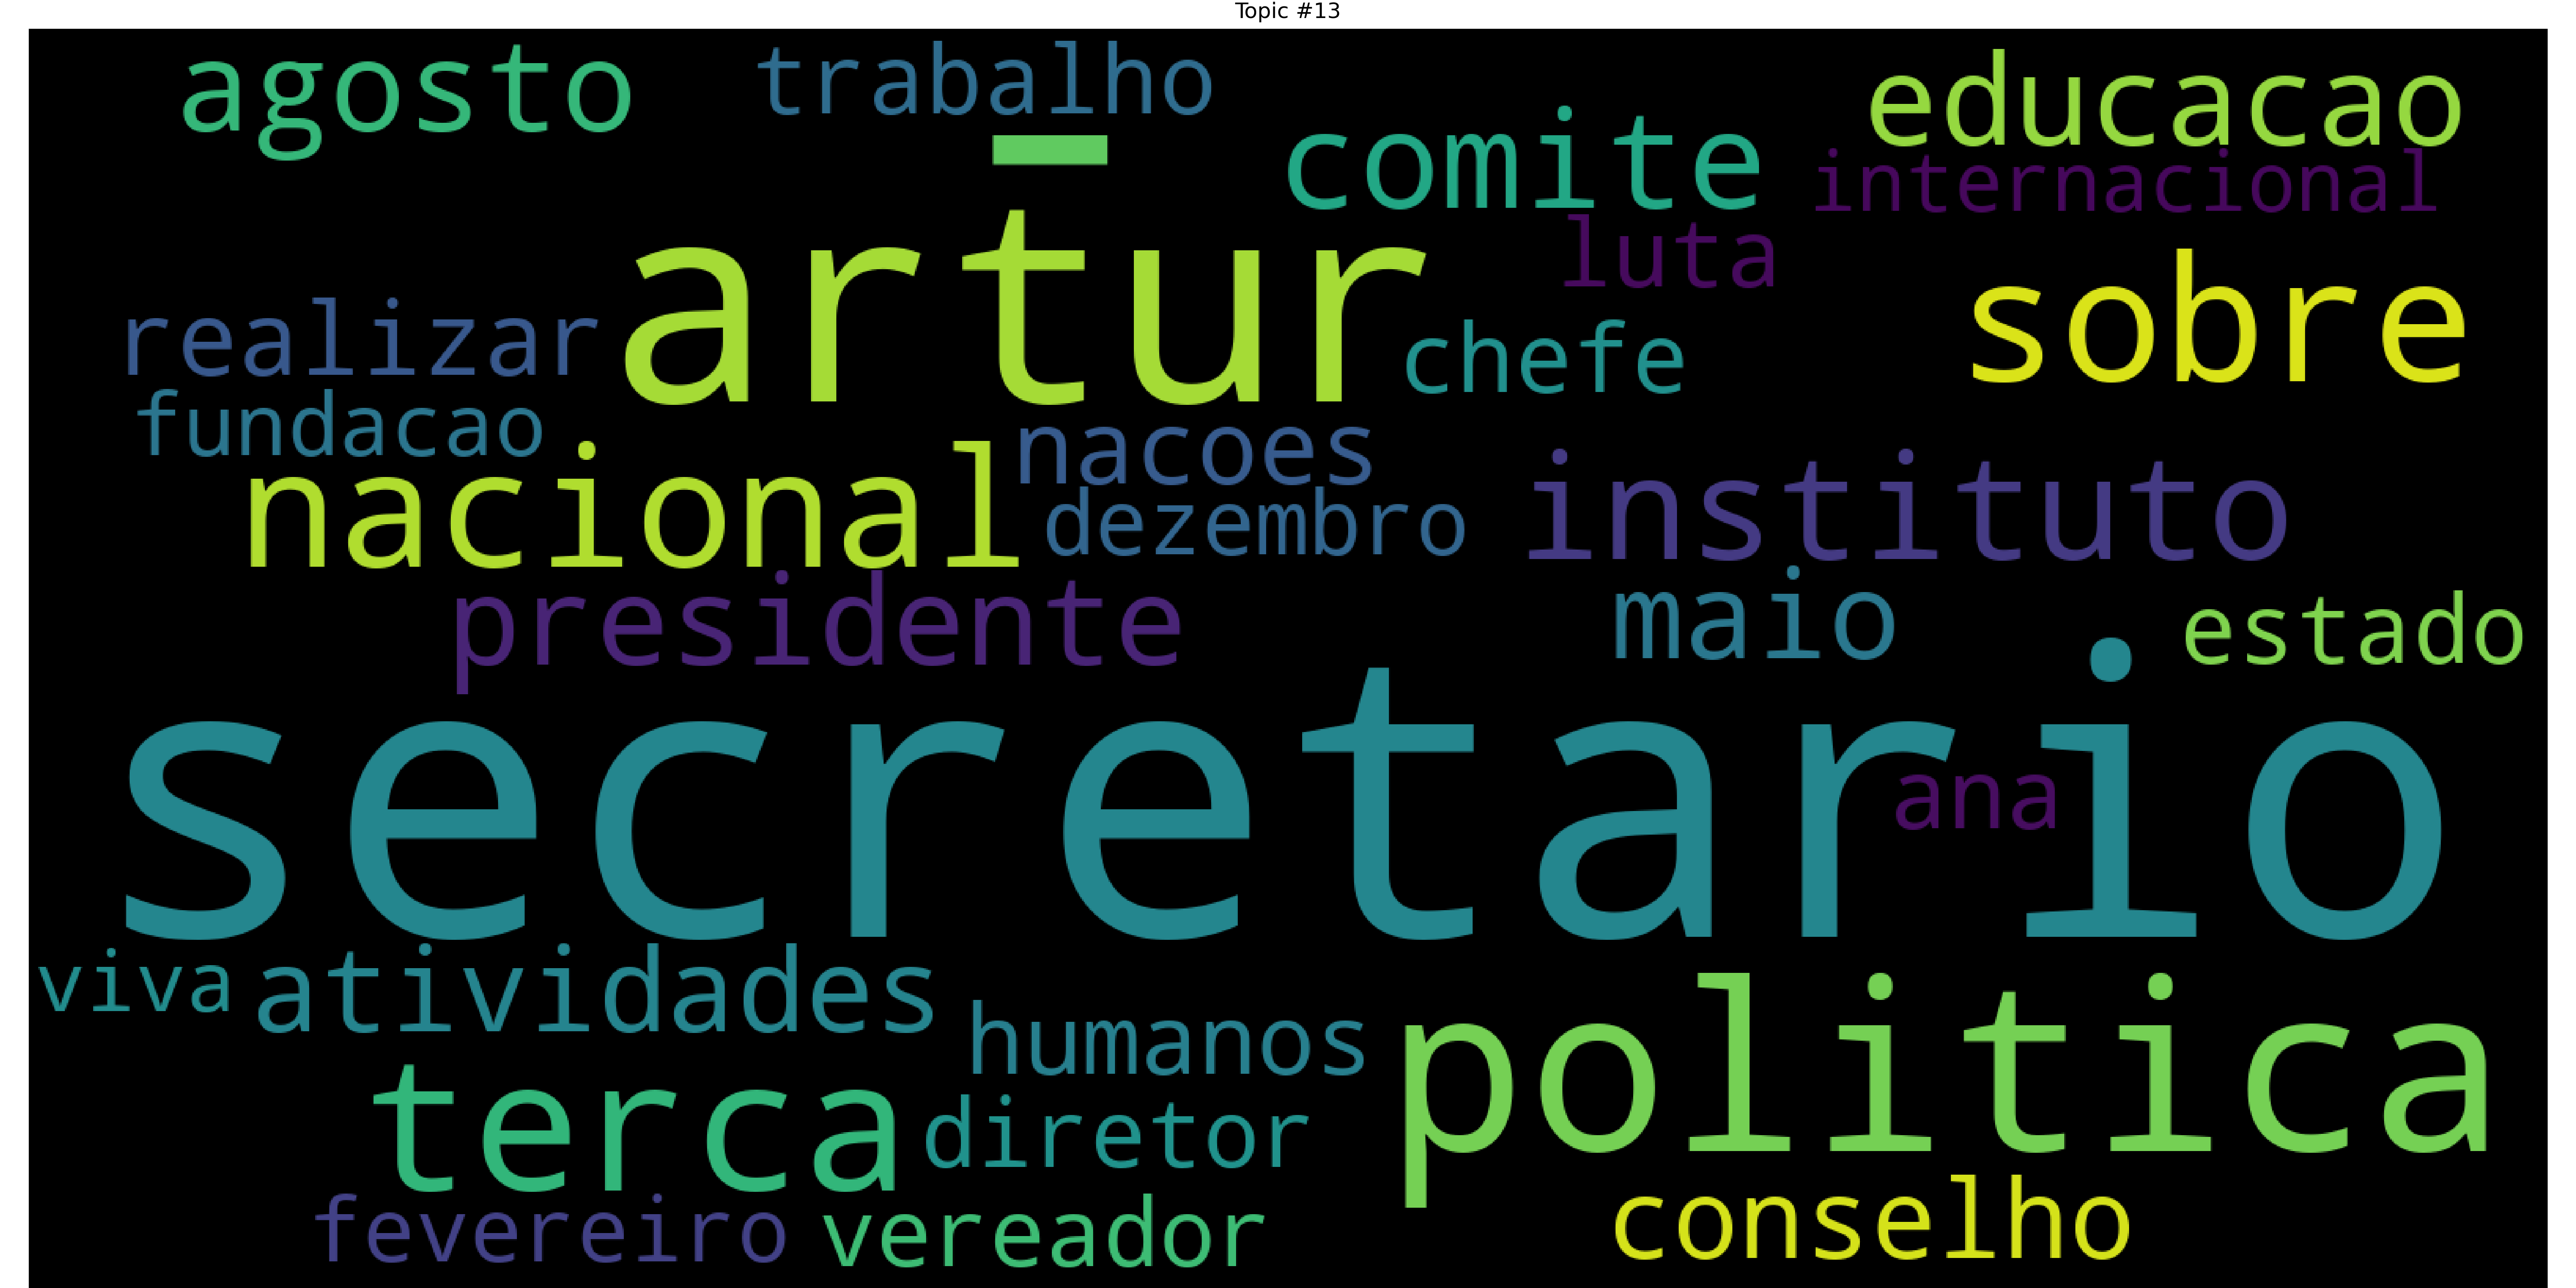 Topic #13
agosto
trabalho
educacao
comite
internacional
artur
luta
sobre
realizar
chefe
fundacao
nacoes
nacional
instituto
dezembro
presidente
maio
estado
secretario
ana
viva
atividades
humanos
politica
terca
diretor
fevereiro
vereador
conselho